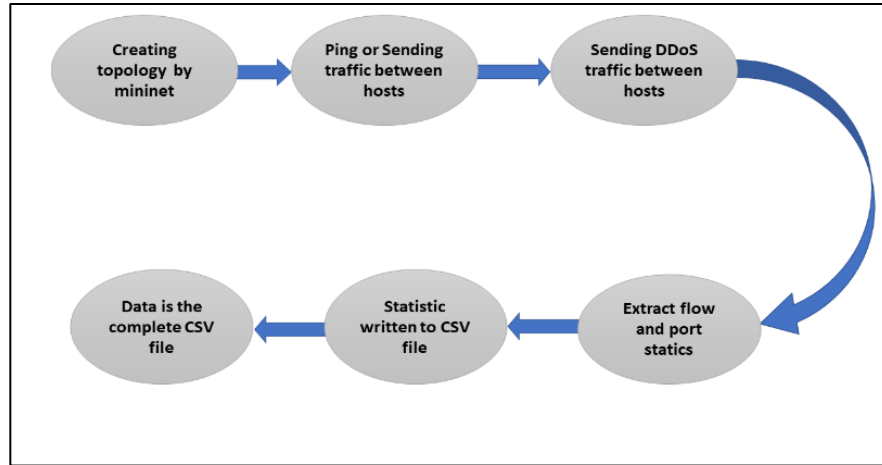 Creating
topology by
mininet
Ping or Sending
traffic between
hosts
Sending DDoS
traffic between
hosts
Extract flow
and port
statics
Statistic
written to CSV
file
Data is the
complete CSV
file